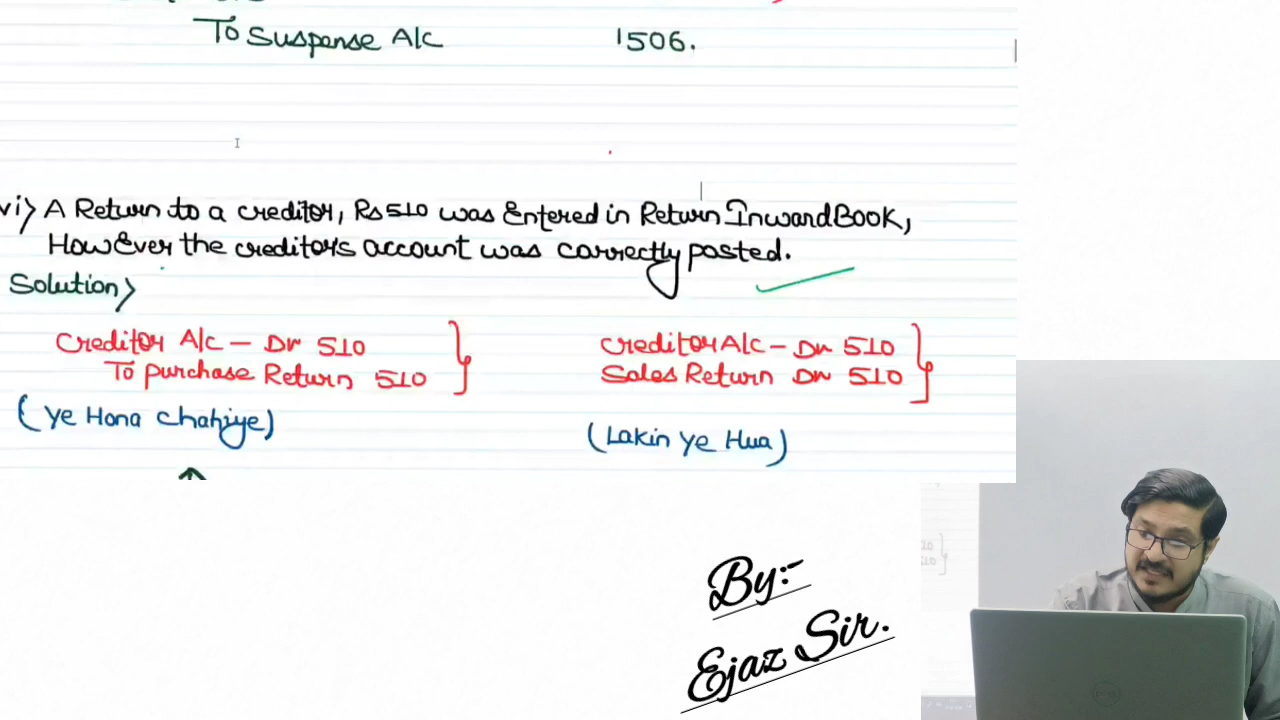 To Suspense A/c 1506.
vi) A Return to a creditor, Rs 510 was Entered in Return Inward Book,
However the creditors account was correctly posted.
Solution)
Creditor A/c - Dr 510
To purchase Return 510
(Ye Hona Chahiye)
Creditor A/c - Dr 510
Sales Return Dr 510
(Lakin Ye Hua)
By:-
Ejaz Sir.